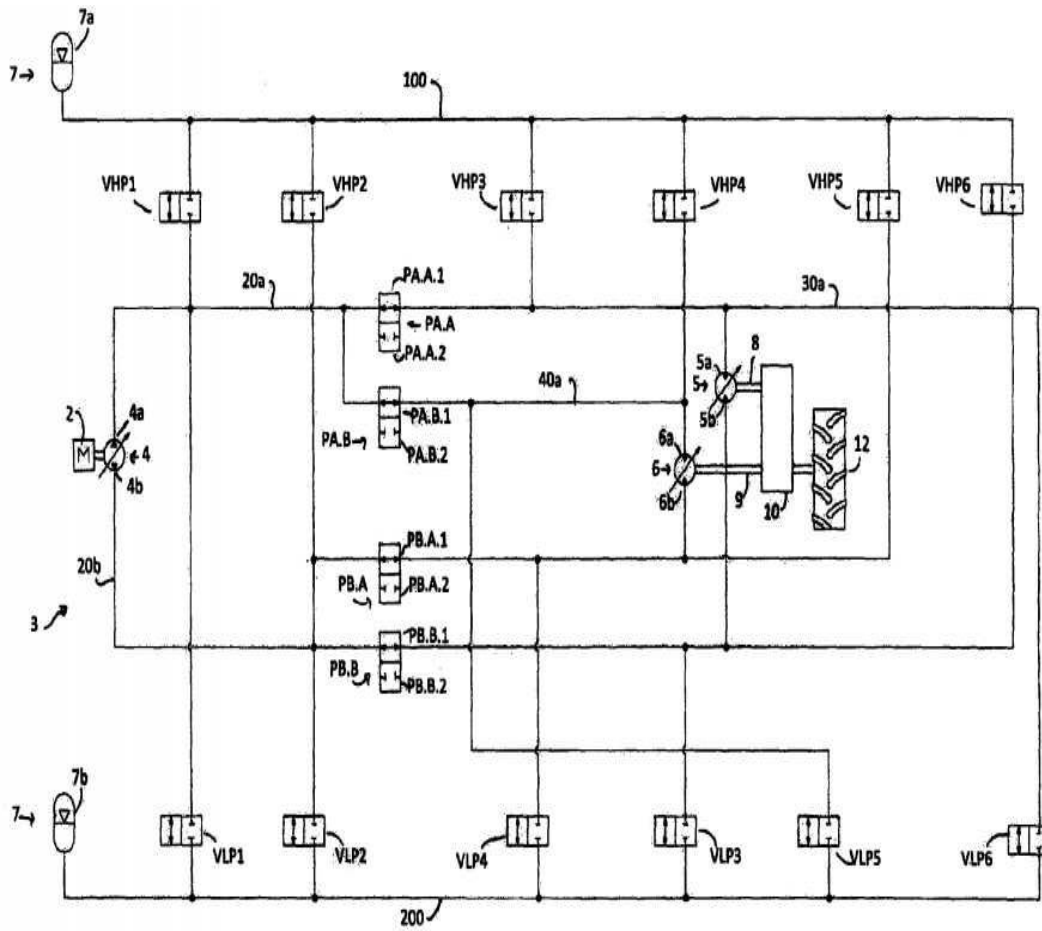 7a
7
100
VHP1
VHP2
VHP3
VHP4
VHP5
VHP6
20a
PA.A.1
PA.A
PA.A.2
30a
5a
8
5
5b
40a
PA.B.1
PA.B
PA.B.2
2
4a
M
4
4b
6a
6
6b
9
10
12
20b
PB.A.1
PB.A
PB.A.2
3
PB.B.1
PB.B
PB.B.2
7b
7
VLP1
VLP2
VLP4
VLP3
VLP5
VLP6
200